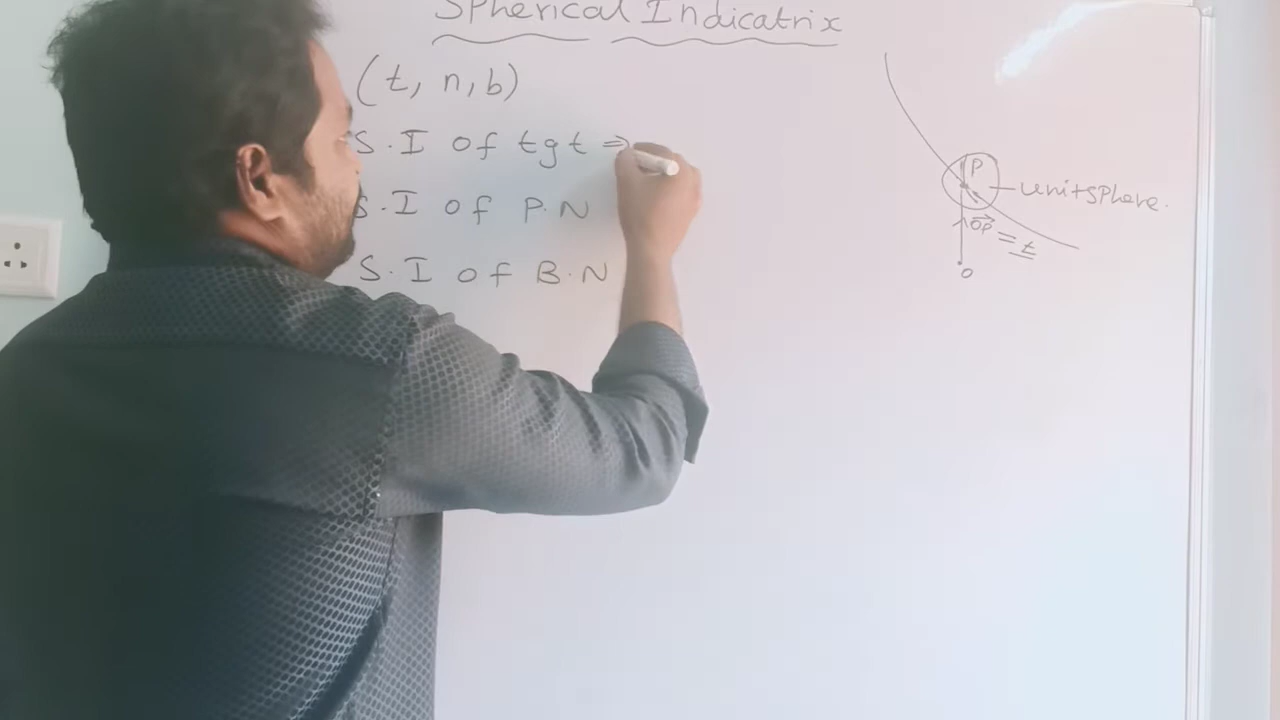 Spherical Indicatrix
(t, n, b)
S.I of tgt ⇒
S.I of P.N
S.I of B.N
P
unitsphere.
OP = t
o